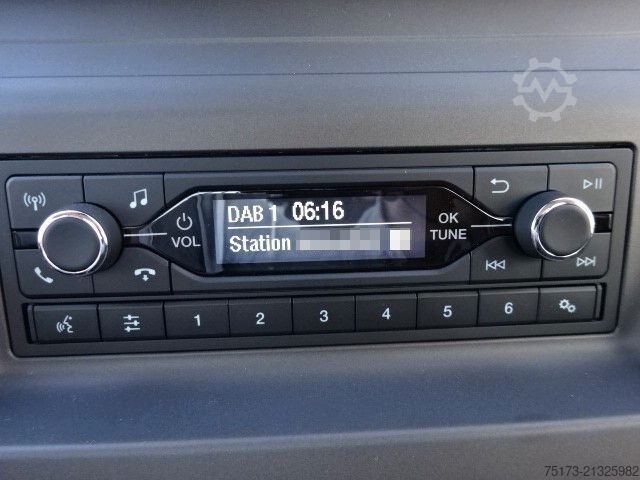 DAB 1 06:16
Station
VOL
OK
TUNE
1 2 3 4 5 6
75173-21325982